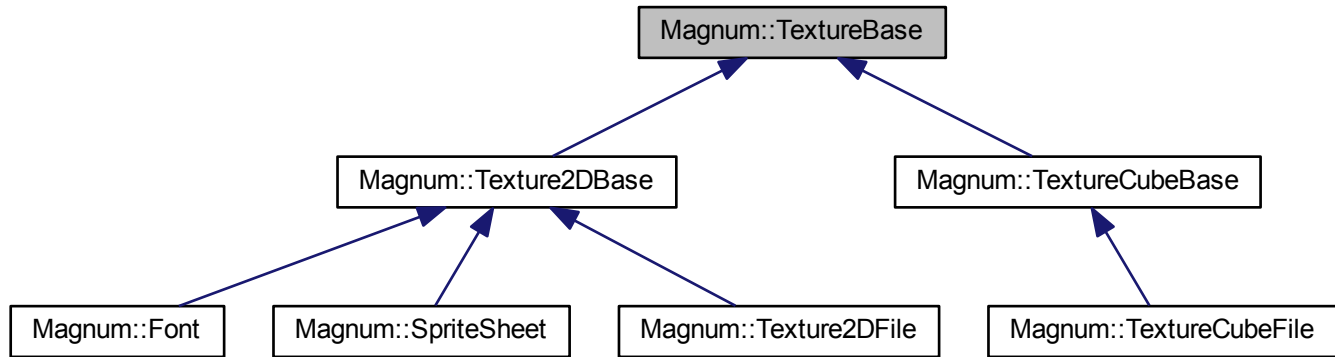 Magnum::TextureBase
Magnum::Texture2DBase
Magnum::TextureCubeBase
Magnum::Font
Magnum::SpriteSheet
Magnum::Texture2DFile
Magnum::TextureCubeFile